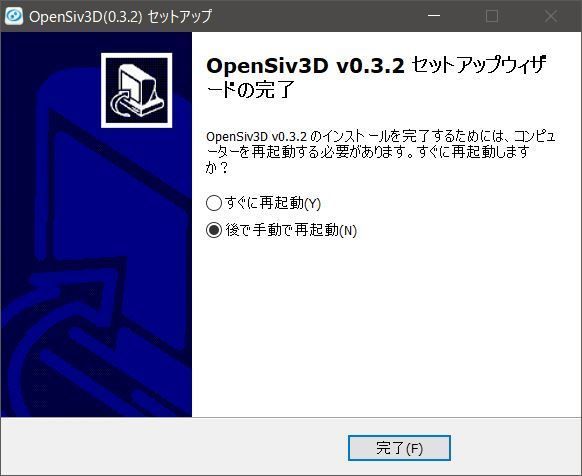 OpenSiv3D(0.3.2) セットアップ
OpenSiv3D v0.3.2 セットアップウィザ
ードの完了
OpenSiv3D v0.3.2 のインストールを完了するためには、コンピュ
ーターを再起動する必要があります。すぐに再起動します
か？
すぐに再起動(Y)
後で手動で再起動(N)
完了(F)